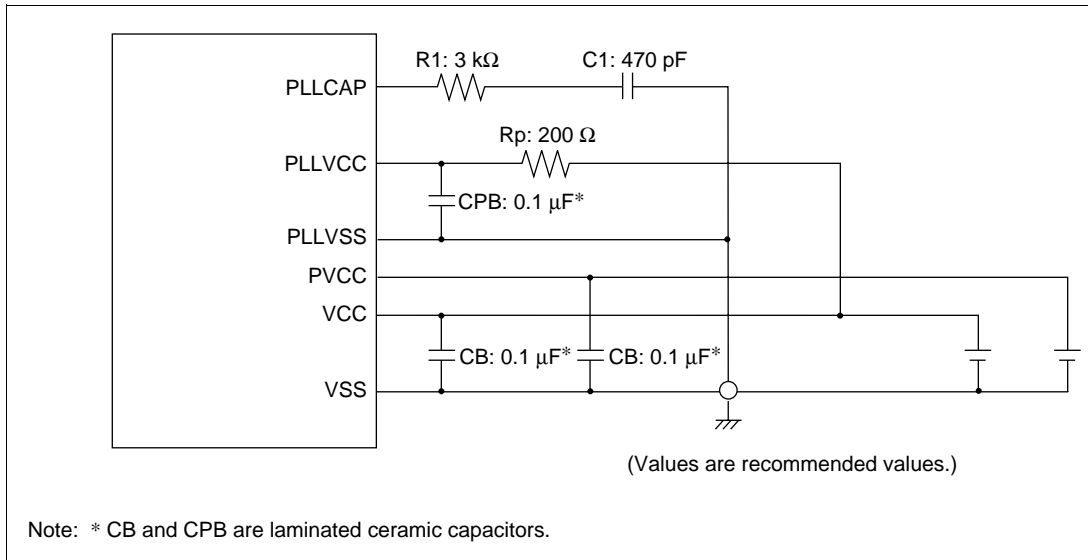 R1: 3 kΩ
C1: 470 pF
PLLCAP
Rp: 200 Ω
PLLVCC
CPB: 0.1 μF*
PLLVSS
PVCC
VCC
CB: 0.1 μF*
CB: 0.1 μF*
VSS
(Values are recommended values.)
Note: * CB and CPB are laminated ceramic capacitors.